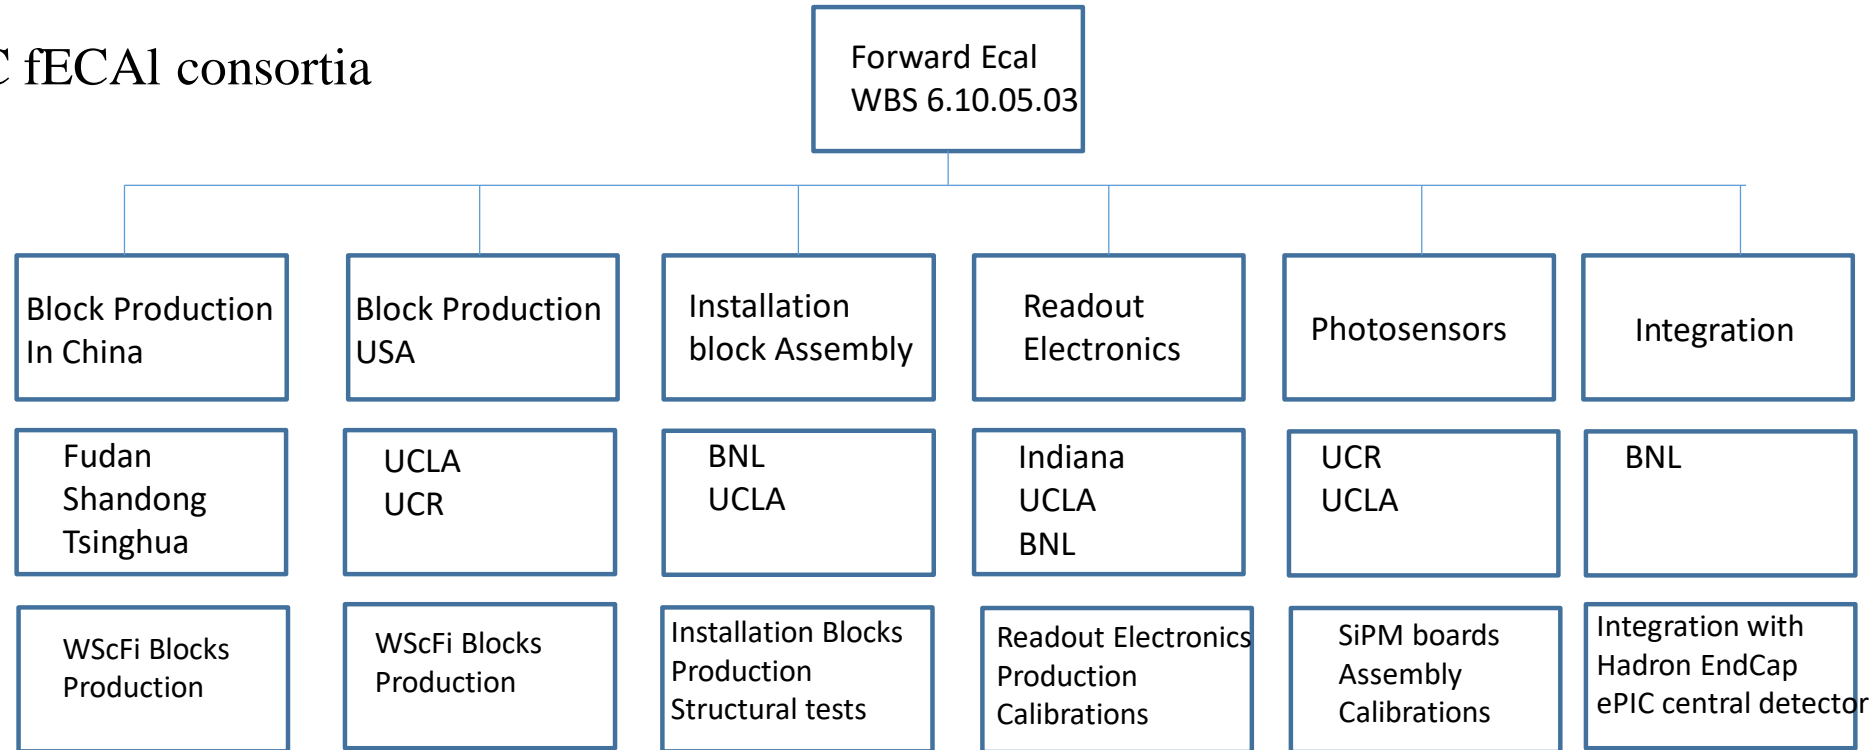 C fECAl consortia
Forward Ecal
WBS 6.10.05.03
Block Production
In China
Block Production
USA
Installation
block Assembly
Readout
Electronics
Photosensors
Integration
Fudan
Shandong
Tsinghua
UCLA
UCR
BNL
UCLA
Indiana
UCLA
BNL
UCR
UCLA
BNL
WScFi Blocks
Production
WScFi Blocks
Production
Installation Blocks
Production
Structural tests
Readout Electronics
Production
Calibrations
SiPM boards
Assembly
Calibrations
Integration with
Hadron EndCap
ePIC central detector